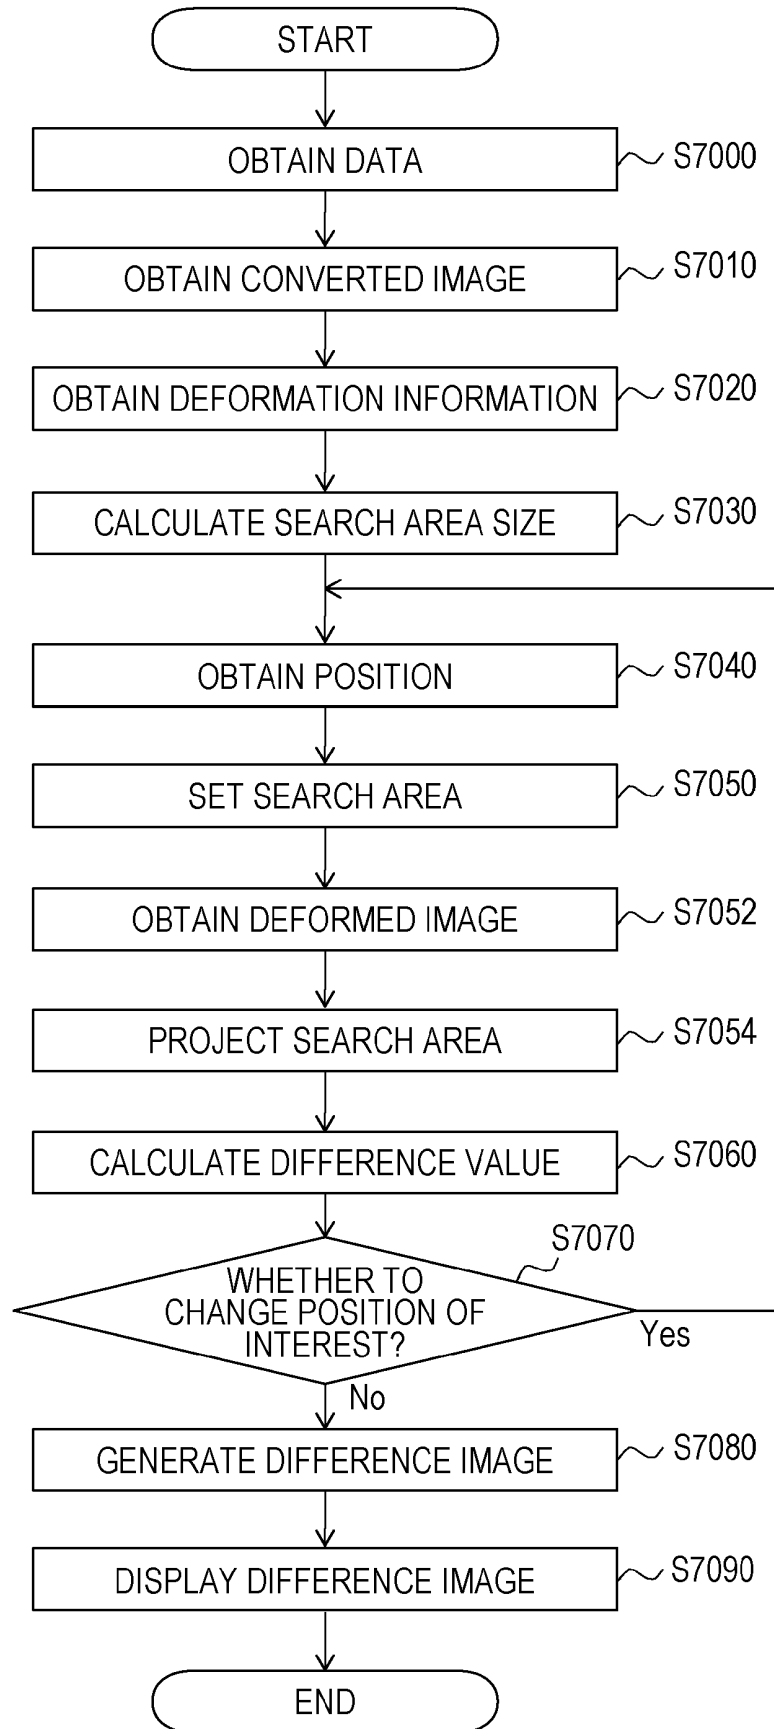 START
OBTAIN DATA
S7000
OBTAIN CONVERTED IMAGE
S7010
OBTAIN DEFORMATION INFORMATION
S7020
CALCULATE SEARCH AREA SIZE
S7030
OBTAIN POSITION
S7040
SET SEARCH AREA
S7050
OBTAIN DEFORMED IMAGE
S7052
PROJECT SEARCH AREA
S7054
CALCULATE DIFFERENCE VALUE
S7060
S7070
WHETHER TO
CHANGE POSITION OF
INTEREST?
Yes
No
GENERATE DIFFERENCE IMAGE
S7080
DISPLAY DIFFERENCE IMAGE
S7090
END